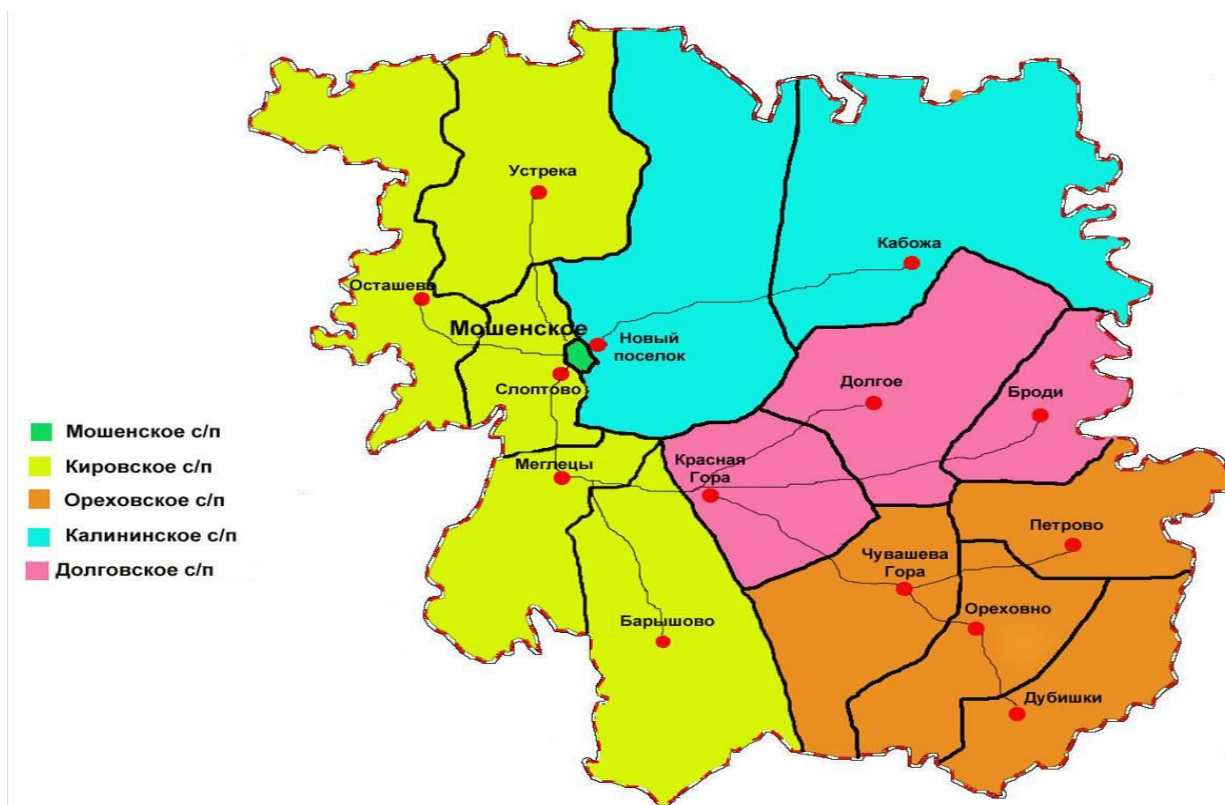 Устрека
Кабожа
Осташево
Мошенское
Новый
поселок
Слоптово
Долгое
Броди
Мошенское с/п
Кировское с/п
Ореховское с/п
Калининское с/п
Долговское с/п
Меглецы
Красная
Гора
Петрово
Чувашева
Гора
Ореховно
Барышово
Дубишки